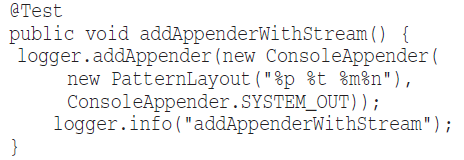 @Test
public void addAppenderWithStream() {
logger.addAppender(new ConsoleAppender(
new PatternLayout("%p %t %m%n"),
ConsoleAppender.SYSTEM_OUT));
logger.info("addAppenderWithStream");
}